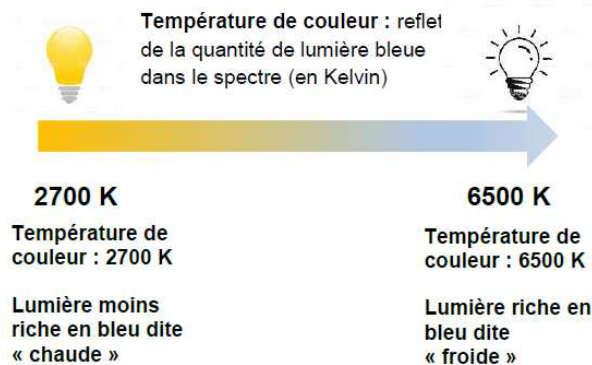 Température de couleur : reflet
de la quantité de lumière bleue
dans le spectre (en Kelvin)
2700 K
Température de
couleur : 2700 K
Lumière moins
riche en bleu dite
« chaude »
6500 K
Température de
couleur : 6500 K
Lumière riche en
bleu dite
« froide »